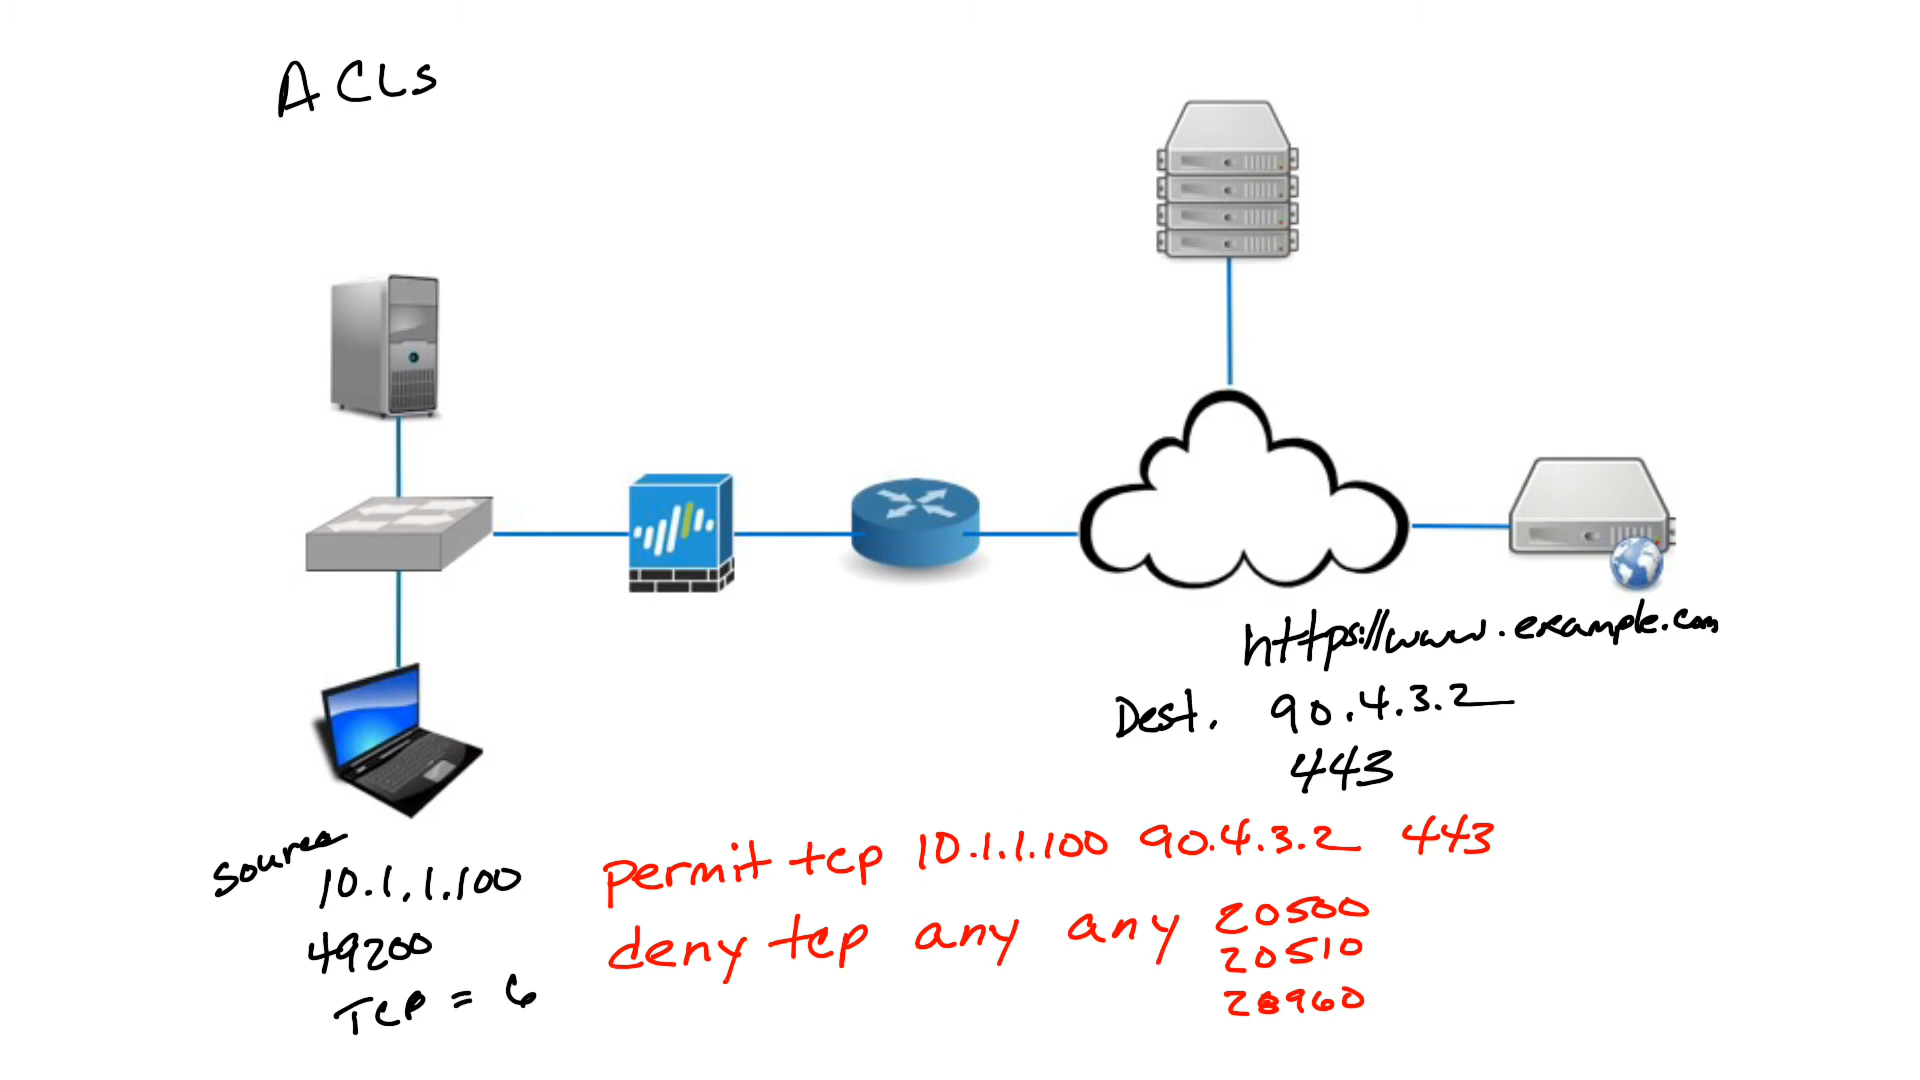 ACLs
https://www.example.com
Dest. 90.4.3.2
443
Source
10.1.1.100
49200
TCP = 6
permit tcp 10.1.1.100 90.4.3.2 443
deny tcp any any 20500
20510
28960